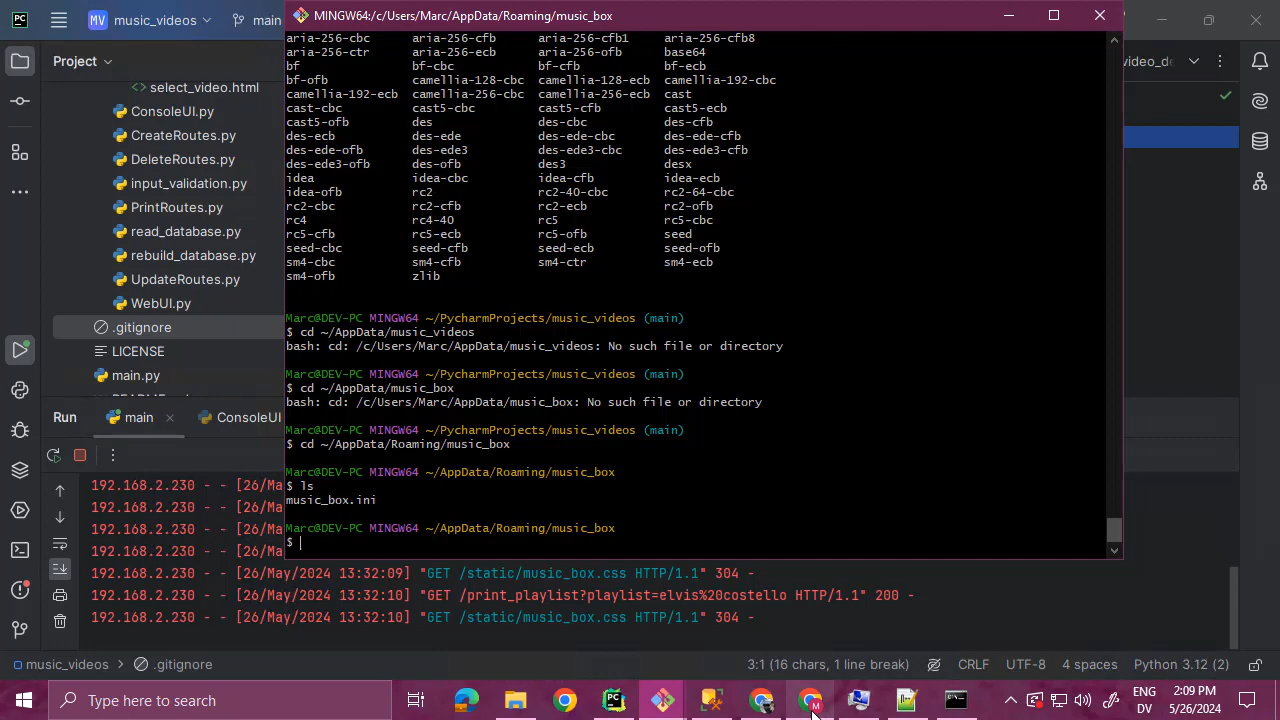 MV music_videos main
MINGW64:/c/Users/Marc/AppData/Roaming/music_box
video_de
Project
select_video.html
ConsoleUI.py
CreateRoutes.py
DeleteRoutes.py
input_validation.py
PrintRoutes.py
read_database.py
rebuild_database.py
UpdateRoutes.py
WebUI.py
.gitignore
LICENSE
main.py
aria-256-cbc aria-256-cfb aria-256-cfb1 aria-256-cfb8
aria-256-ctr aria-256-ecb aria-256-ofb base64
bf bf-cbc bf-cfb bf-ecb
bf-ofb camellia-128-cbc camellia-128-ecb camellia-192-cbc
camellia-192-ecb camellia-256-cbc camellia-256-ecb cast
cast-cbc cast5-cbc cast5-cfb cast5-ecb
cast5-ofb des des-cbc des-cfb
des-ecb des-ede des-ede-cbc des-ede-cfb
des-ede-ofb des-ede3 des-ede3-cbc des-ede3-cfb
des-ede3-ofb des-ofb des3 desx
idea idea-cbc idea-cfb idea-ecb
idea-ofb rc2 rc2-40-cbc rc2-64-cbc
rc2-cbc rc2-cfb rc2-ecb rc2-ofb
rc4 rc4-40 rc5 rc5-cbc
rc5-cfb rc5-ecb rc5-ofb seed
seed-cbc seed-cfb seed-ecb seed-ofb
sm4-cbc sm4-cfb sm4-ctr sm4-ecb
sm4-ofb zlib
Marc@DEV-PC MINGW64 ~/PycharmProjects/music_videos (main)
$ cd ~/AppData/music_videos
bash: cd: /c/Users/Marc/AppData/music_videos: No such file or directory
Marc@DEV-PC MINGW64 ~/PycharmProjects/music_videos (main)
$ cd ~/AppData/music_box
bash: cd: /c/Users/Marc/AppData/music_box: No such file or directory
Marc@DEV-PC MINGW64 ~/PycharmProjects/music_videos (main)
$ cd ~/AppData/Roaming/music_box
Marc@DEV-PC MINGW64 ~/AppData/Roaming/music_box
$ ls
music_box.ini
Marc@DEV-PC MINGW64 ~/AppData/Roaming/music_box
$
Run main ConsoleUI
192.168.2.230 - - [26/Ma
192.168.2.230 - - [26/Ma
192.168.2.230 - - [26/Ma
192.168.2.230 - - [26/Ma
192.168.2.230 - - [26/May/2024 13:32:09] "GET /static/music_box.css HTTP/1.1" 304 -
192.168.2.230 - - [26/May/2024 13:32:10] "GET /print_playlist?playlist=elvis%20costello HTTP/1.1" 200 -
192.168.2.230 - - [26/May/2024 13:32:10] "GET /static/music_box.css HTTP/1.1" 304 -
music_videos .gitignore 3:1 (16 chars, 1 line break) CRLF UTF-8 4 spaces Python 3.12 (2)
Type here to search
ENG
DV
2:09 PM
5/26/2024